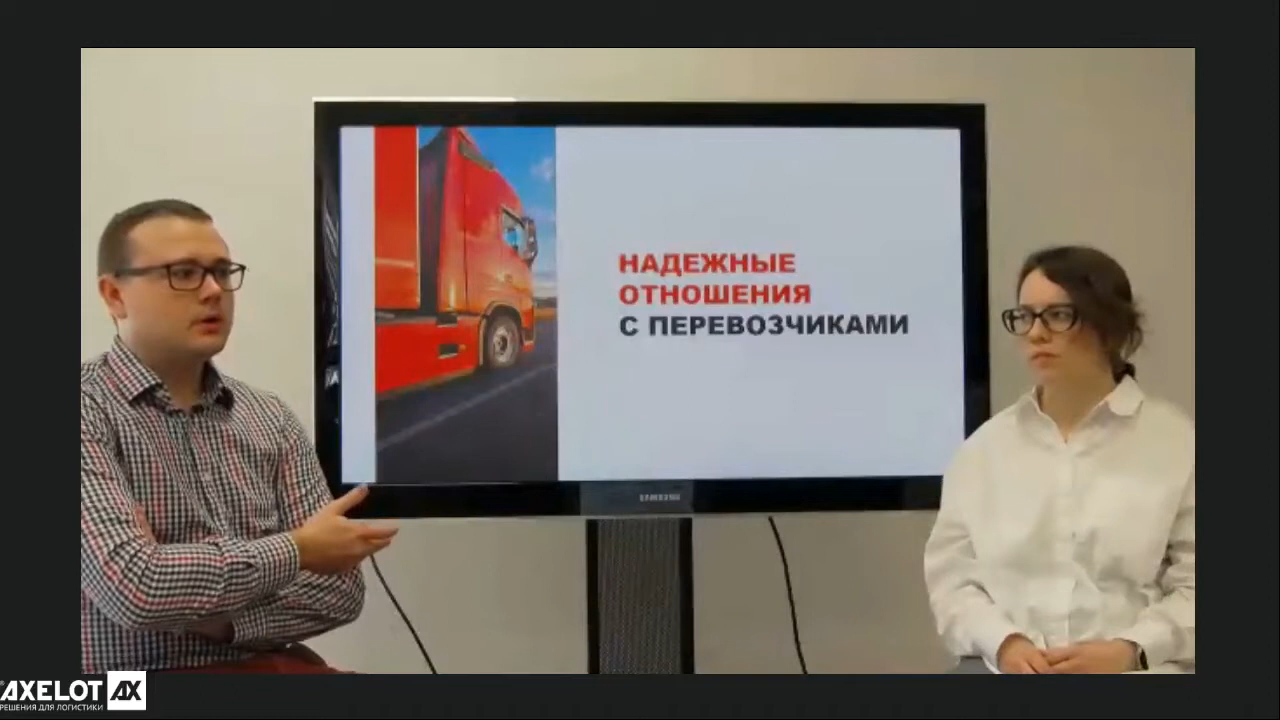 НАДЕЖНЫЕ
ОТНОШЕНИЯ
С ПЕРЕВОЗЧИКАМИ
SAMSUNG
AXELOT AX
РЕШЕНИЯ ДЛЯ ЛОГИСТИКИ